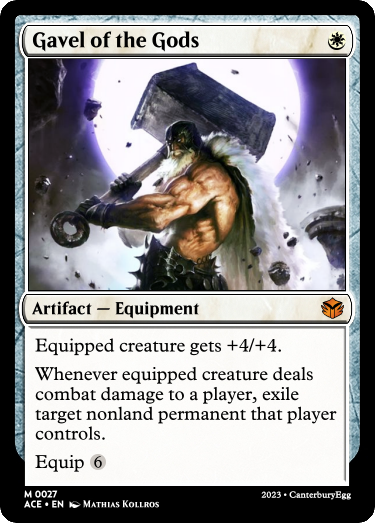 Gavel of the Gods
Artifact — Equipment
Equipped creature gets +4/+4.
Whenever equipped creature deals
combat damage to a player, exile
target nonland permanent that player
controls.
Equip 6
M 0027
ACE • EN Mathias Kollros
2023 • CanterburyEgg